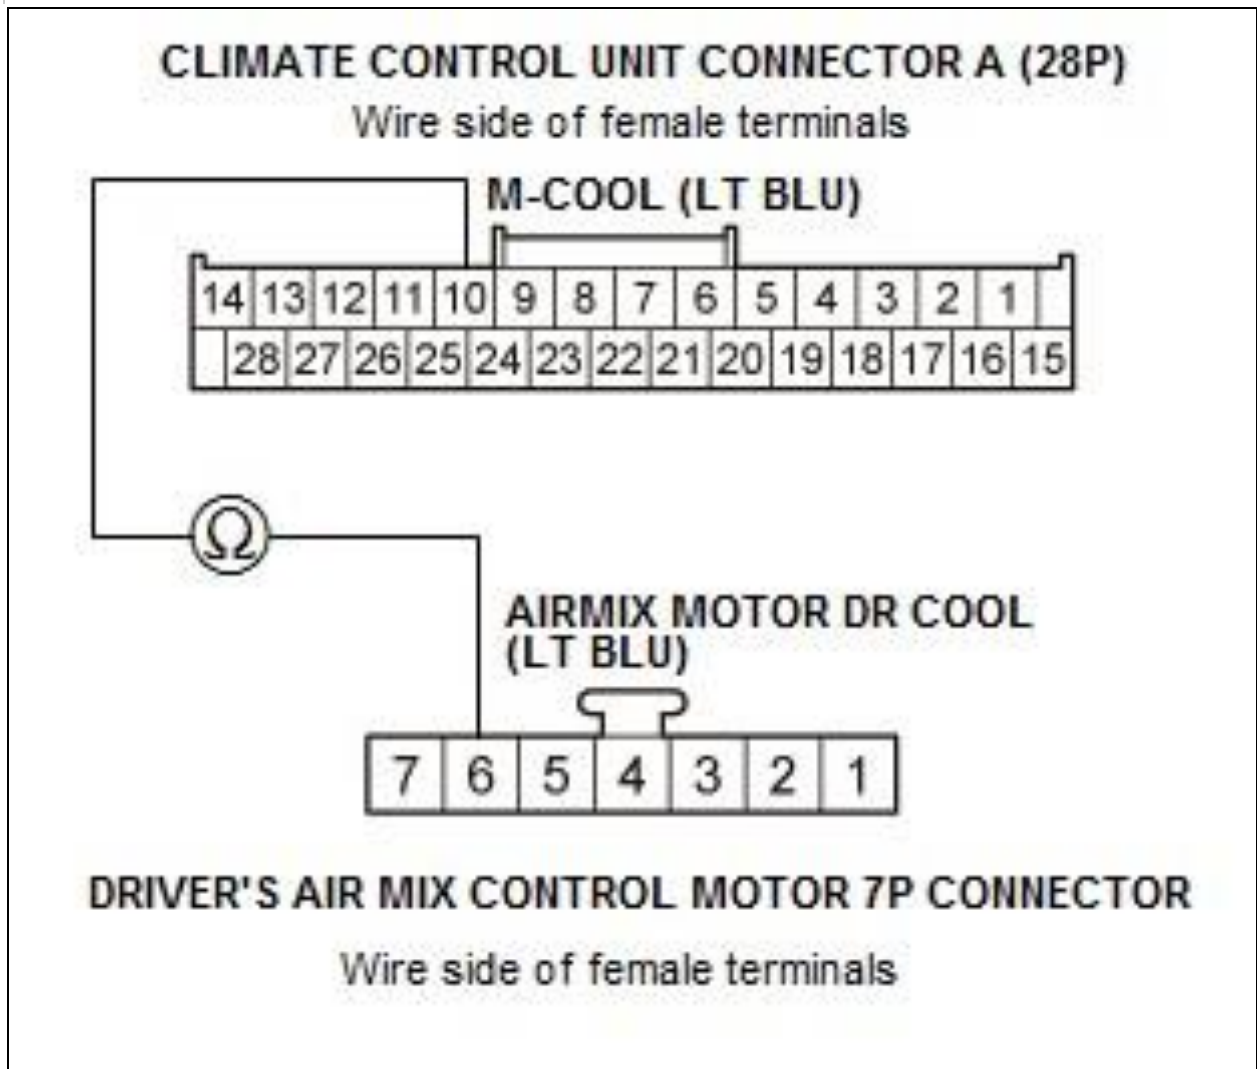 CLIMATE CONTROL UNIT CONNECTOR A (28P)
Wire side of female terminals
M-COOL (LT BLU)
14 13 12 11 10 9 8 7 6 5 4 3 2 1
28 27 26 25 24 23 22 21 20 19 18 17 16 15
Ω
AIRMIX MOTOR DR COOL
(LT BLU)
7 6 5 4 3 2 1
DRIVER'S AIR MIX CONTROL MOTOR 7P CONNECTOR
Wire side of female terminals